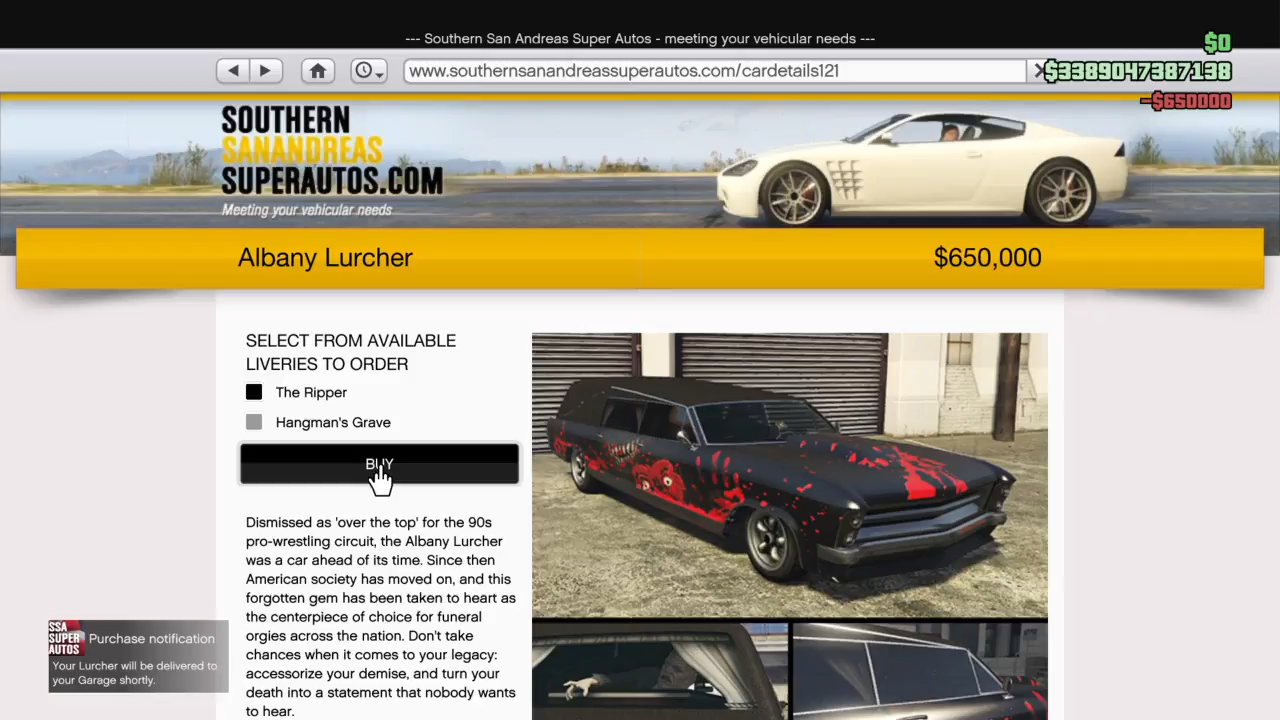 --- Southern San Andreas Super Autos - meeting your vehicular needs ---
$0
www.southernsanandreassuperautos.com/cardetails121
$3389047387138
-$650000
SOUTHERN
SANANDREAS
SUPERAUTOS.COM
Meeting your vehicular needs
Albany Lurcher
$650,000
SELECT FROM AVAILABLE
LIVERIES TO ORDER
The Ripper
Hangman's Grave
BUY
Dismissed as 'over the top' for the 90s
pro-wrestling circuit, the Albany Lurcher
was a car ahead of its time. Since then
American society has moved on, and this
forgotten gem has been taken to heart as
the centerpiece of choice for funeral
orgies across the nation. Don't take
chances when it comes to your legacy:
accessorize your demise, and turn your
death into a statement that nobody wants
to hear.
SSA
SUPER
AUTOS
Purchase notification
Your Lurcher will be delivered to
your Garage shortly.